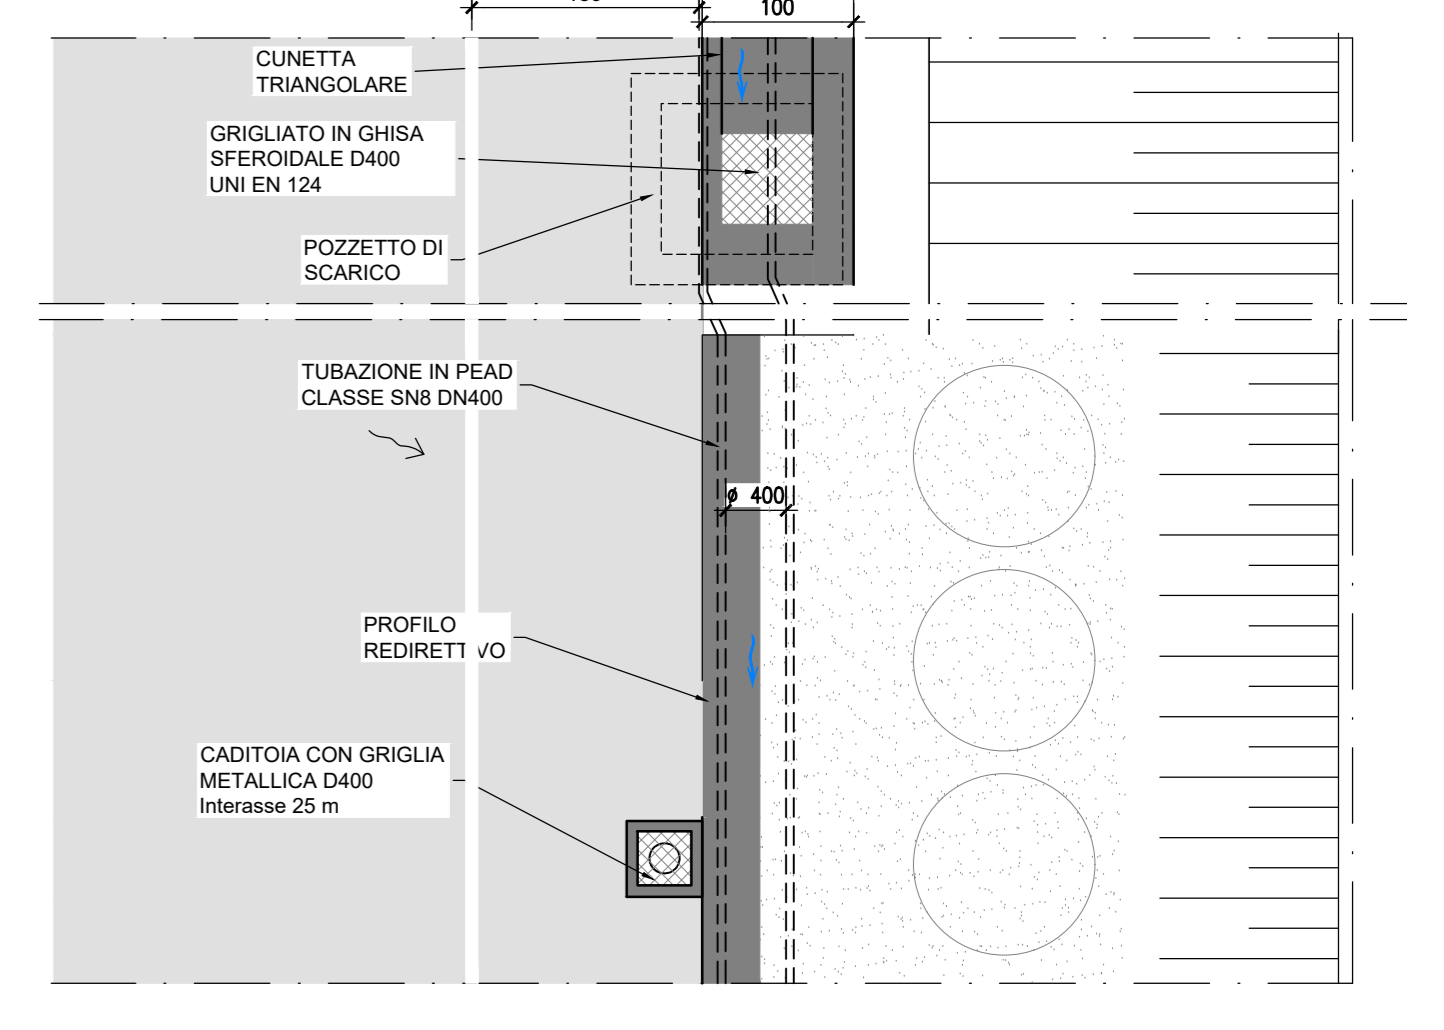 100
CUNETTA
TRIANGOLARE
GRIGLIATO IN GHISA
SFEROIDALE D400
UNI EN 124
POZZETTO DI
SCARICO
TUBAZIONE IN PEAD
CLASSE SN8 DN400
ø 400
PROFILO
REDIRETTIVO
CADITOIA CON GRIGLIA
METALLICA D400
Interasse 25 m